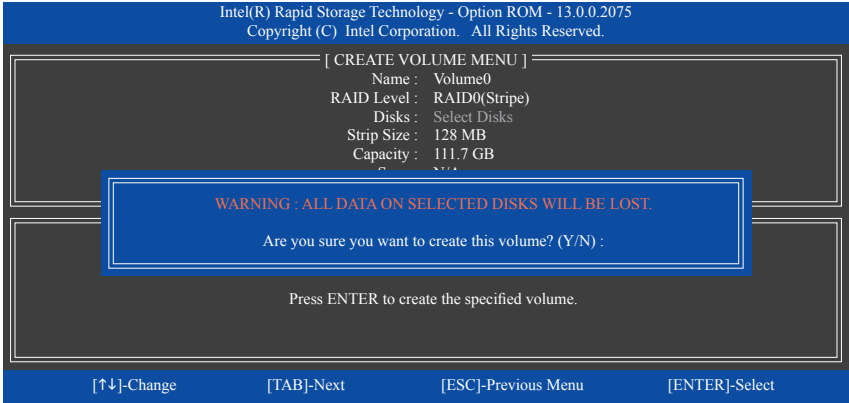 Intel(R) Rapid Storage Technology - Option ROM - 13.0.0.2075
Copyright (C) Intel Corporation. All Rights Reserved.
[ CREATE VOLUME MENU ]
Name : Volume0
RAID Level : RAID0(Stripe)
Disks : Select Disks
Strip Size : 128 MB
Capacity : 111.7 GB
WARNING : ALL DATA ON SELECTED DISKS WILL BE LOST.
Are you sure you want to create this volume? (Y/N) :
Press ENTER to create the specified volume.
[↑↓]-Change [TAB]-Next [ESC]-Previous Menu [ENTER]-Select